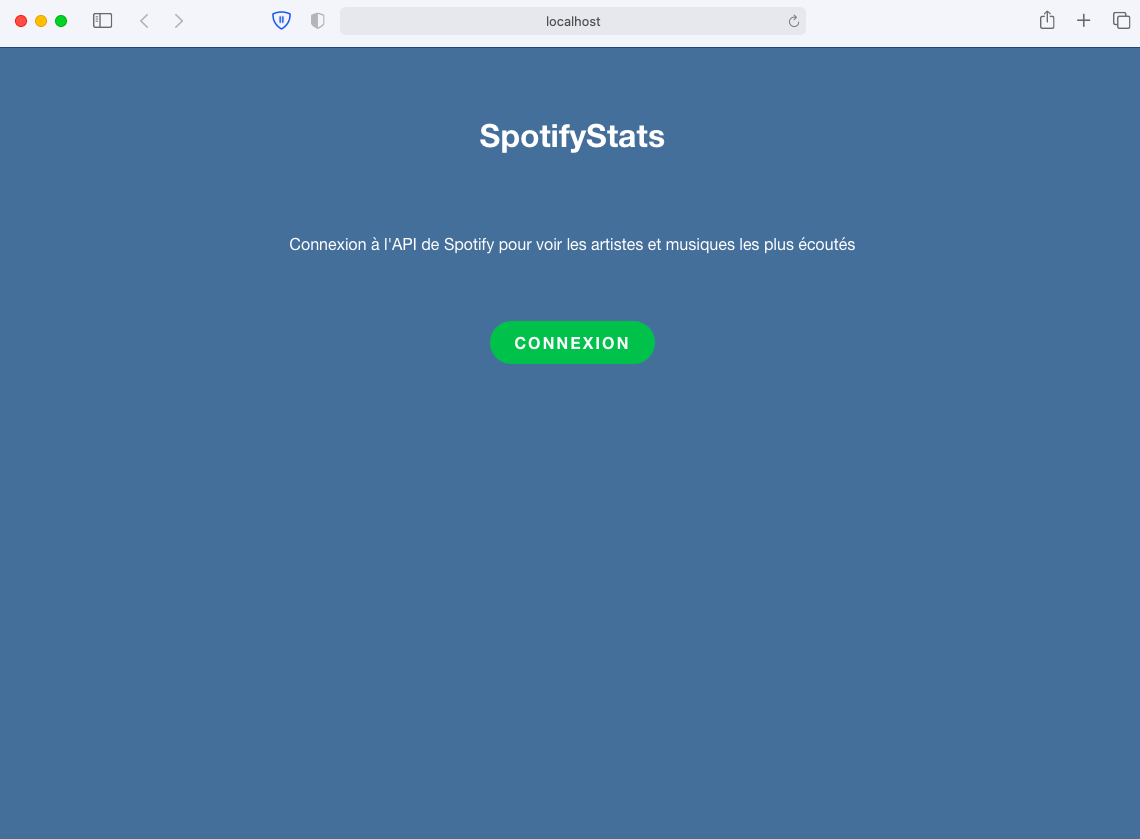 localhost
SpotifyStats
Connexion à l'API de Spotify pour voir les artistes et musiques les plus écoutés
CONNEXION